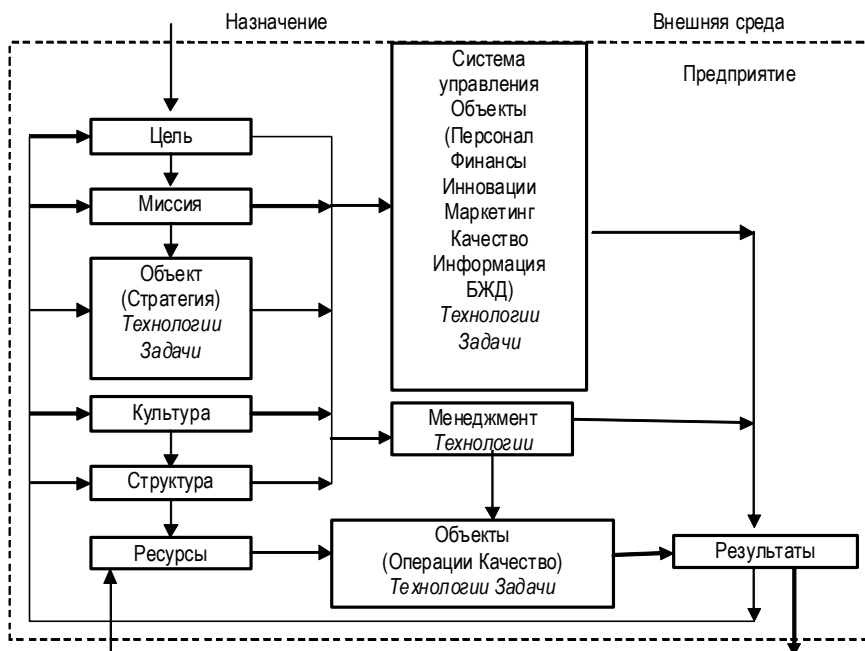 Назначение
Внешняя среда
Предприятие
Цель
Миссия
Объект
(Стратегия)
Технологии
Задачи
Культура
Структура
Ресурсы
Система
управления
Объекты
(Персонал
Финансы
Инновации
Маркетинг
Качество
Информация
БЖД)
Технологии
Задачи
Менеджмент
Технологии
Объекты
(Операции Качество)
Технологии Задачи
Результаты